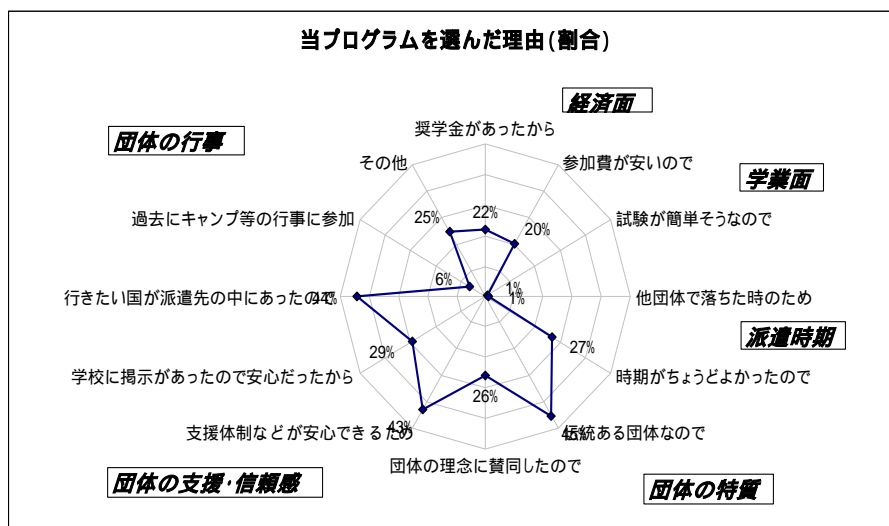 当プログラムを選んだ理由(割合)
経済面
奨学金があったから
団体の行事
その他
参加費が安いので
学業面
過去にキャンプ等の行事に参加
試験が簡単そうなので
22%
25%
20%
6%
1%
1%
行きたい国が派遣先の中にあったので
44%
他団体で落ちた時のため
派遣時期
29%
27%
学校に掲示があったので安心だったから
時期がちょうどよかったので
26%
43%
支援体制などが安心できるため
伝統ある団体なので
団体の理念に賛同したので
団体の支援・信頼感
団体の特質